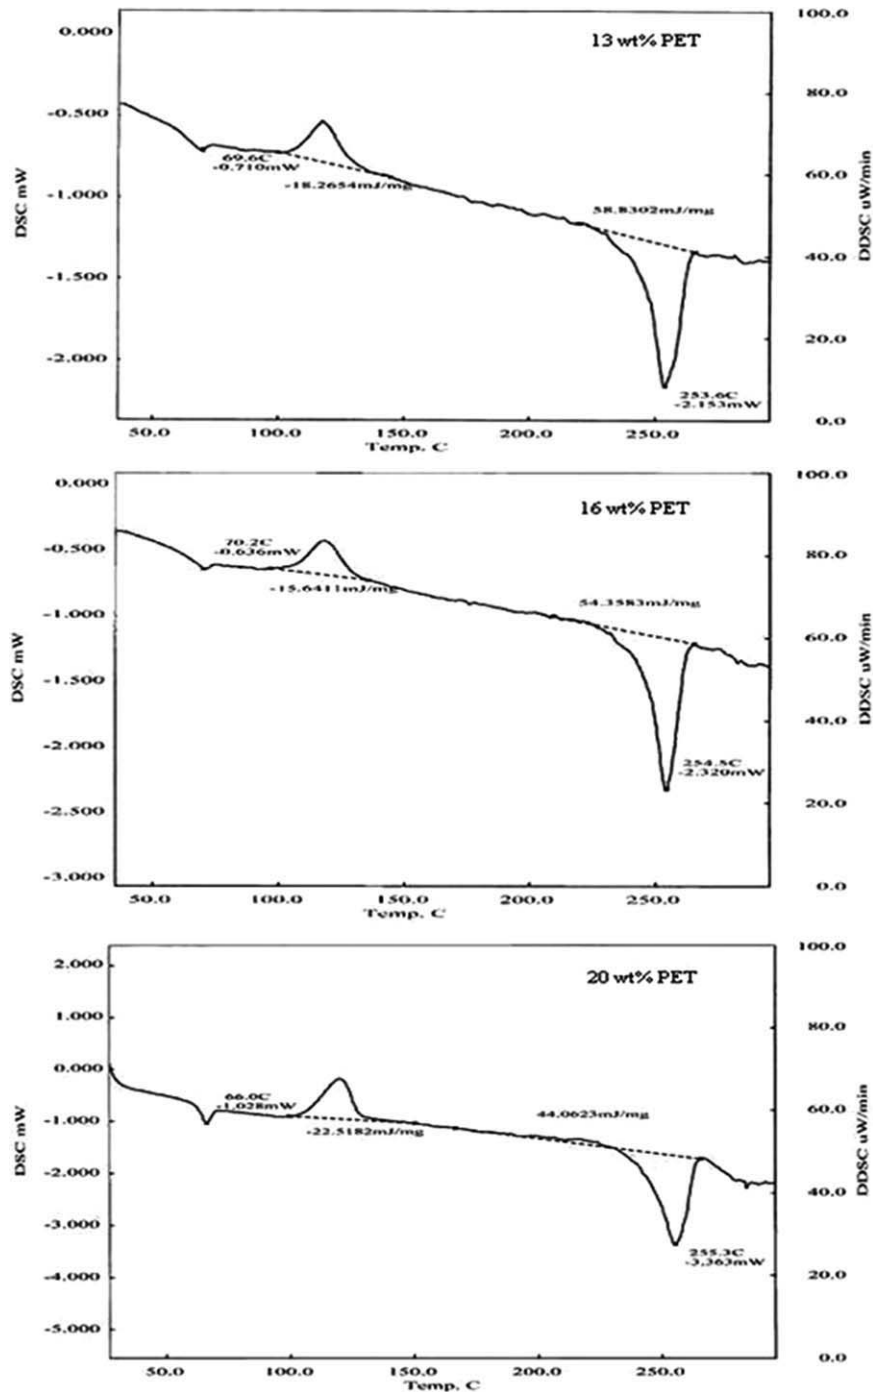 13 wt% PET
0.000
-0.500
-1.000
-1.500
-2.000
DSC mW
100.0
80.0
60.0
40.0
20.0
0.0
DDSC uW/min
69.6C
-0.710mW
-18.2654mJ/mg
58.8302mJ/mg
253.6C
-2.153mW
50.0 100.0 150.0 200.0 250.0
Temp. C
16 wt% PET
0.000
-0.500
-1.000
-1.500
-2.000
-2.500
-3.000
DSC mW
100.0
80.0
60.0
40.0
20.0
0.0
DDSC uW/min
70.2C
-0.636mW
-15.6411mJ/mg
54.3583mJ/mg
254.5C
-2.320mW
50.0 100.0 150.0 200.0 250.0
Temp. C
20 wt% PET
2.000
1.000
0.000
-1.000
-2.000
-3.000
-4.000
-5.000
DSC mW
100.0
80.0
60.0
40.0
20.0
0.0
DDSC uW/min
66.0C
-1.028mW
-22.5182mJ/mg
44.0623mJ/mg
255.3C
-3.363mW
50.0 100.0 150.0 200.0 250.0
Temp. C